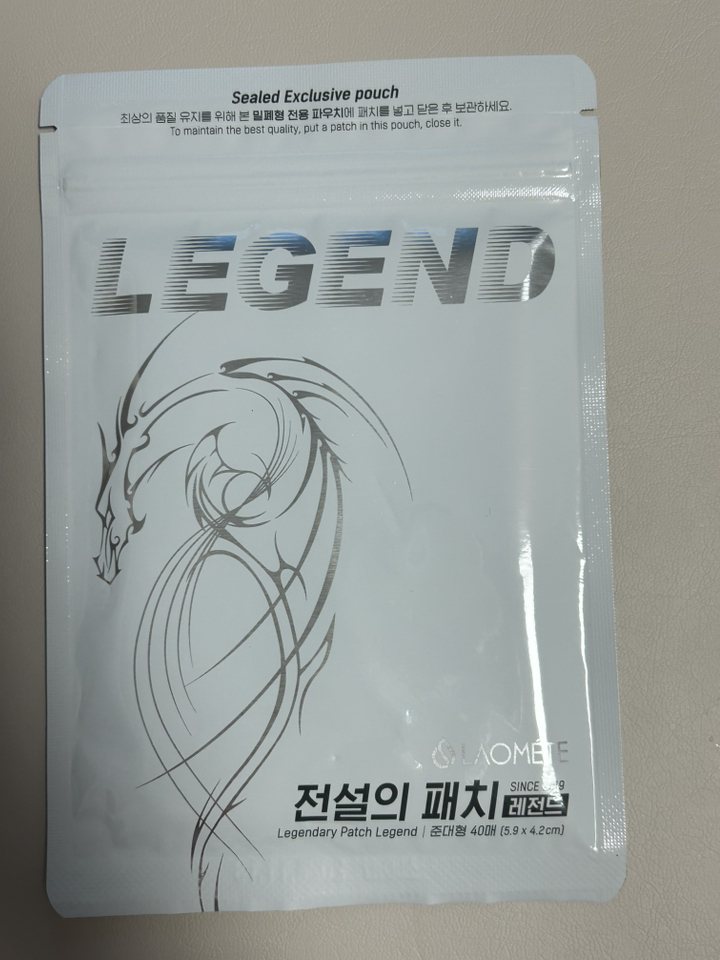 Sealed Exclusive pouch
최상의 품질 유지를 위해 본 밀폐형 전용 파우치에 패치를 넣고 닫은 후 보관하세요.
To maintain the best quality, put a patch in this pouch, close it.
LEGEND
LAOMÉTE
SINCE
전설의 패치 레전드
Legendary Patch Legend | 준대형 40매 (5.9 x 4.2cm)